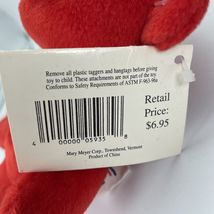 Remove all plastic taggers and hangtags before giving
toy to child. These attachments are not part of the toy.
Conforms to Safety Requirements of ASTM F-963-96a
Retail
Price:
$6.95
4 00000 05935 8
Mary Meyer Corp., Townshend, Vermont
Product of China